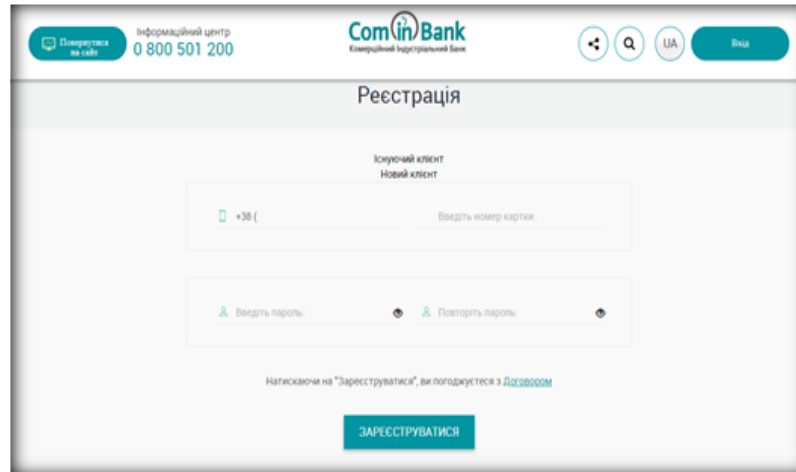 Повернутися
на сайт
Інформаційний центр
0 800 501 200
Com in Bank
Комерційний Індустріальний Банк
UA
Вхід
Реєстрація
Існуючий клієнт
Новий клієнт
+38 (
Введіть номер картки:
Введіть пароль:
Повторіть пароль:
Натискаючи на "Зареєструватися", ви погоджуєтеся з Договором
ЗАРЕЄСТРУВАТИСЯ